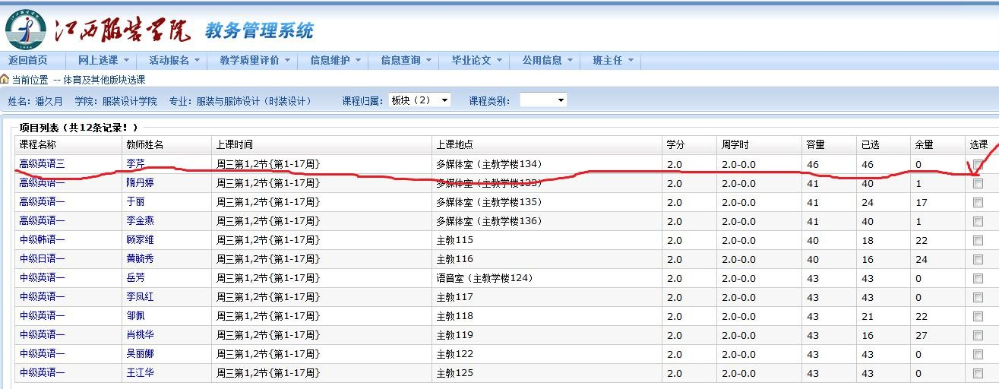 江西服装学院 教务管理系统
返回首页 网上选课 活动报名 教学质量评价 信息维护 信息查询 毕业论文 公用信息 班主任
当前位置 -- 体育及其他版块选课
姓名：潘久月 学院：服装设计学院 专业：服装与服饰设计（时装设计） 课程归属：板块（2） 课程类别：
项目列表（共12条记录！）
课程名称 教师姓名 上课时间 上课地点 学分 周学时 容量 已选 余量 选课
高级英语三 李芹 周三第1,2节{第1-17周} 多媒体室（主教学楼134） 2.0 2.0-0.0 46 46 0
高级英语一 隋丹婷 周三第1,2节{第1-17周} 多媒体室（主教学楼133） 2.0 2.0-0.0 41 40 1
高级英语一 于丽 周三第1,2节{第1-17周} 多媒体室（主教学楼135） 2.0 2.0-0.0 41 24 17
高级英语一 李金燕 周三第1,2节{第1-17周} 多媒体室（主教学楼136） 2.0 2.0-0.0 41 40 1
中级韩语一 顾家维 周三第1,2节{第1-17周} 主教115 2.0 2.0-0.0 40 18 22
中级日语一 黄毓秀 周三第1,2节{第1-17周} 主教116 2.0 2.0-0.0 40 16 24
中级英语一 岳芳 周三第1,2节{第1-17周} 语音室（主教学楼124） 2.0 2.0-0.0 43 43 0
中级英语一 李凤红 周三第1,2节{第1-17周} 主教117 2.0 2.0-0.0 43 43 0
中级英语一 邹佩 周三第1,2节{第1-17周} 主教118 2.0 2.0-0.0 43 21 22
中级英语一 肖桃华 周三第1,2节{第1-17周} 主教119 2.0 2.0-0.0 43 16 27
中级英语一 吴丽娜 周三第1,2节{第1-17周} 主教122 2.0 2.0-0.0 43 43 0
中级英语一 王江华 周三第1,2节{第1-17周} 主教125 2.0 2.0-0.0 43 43 0